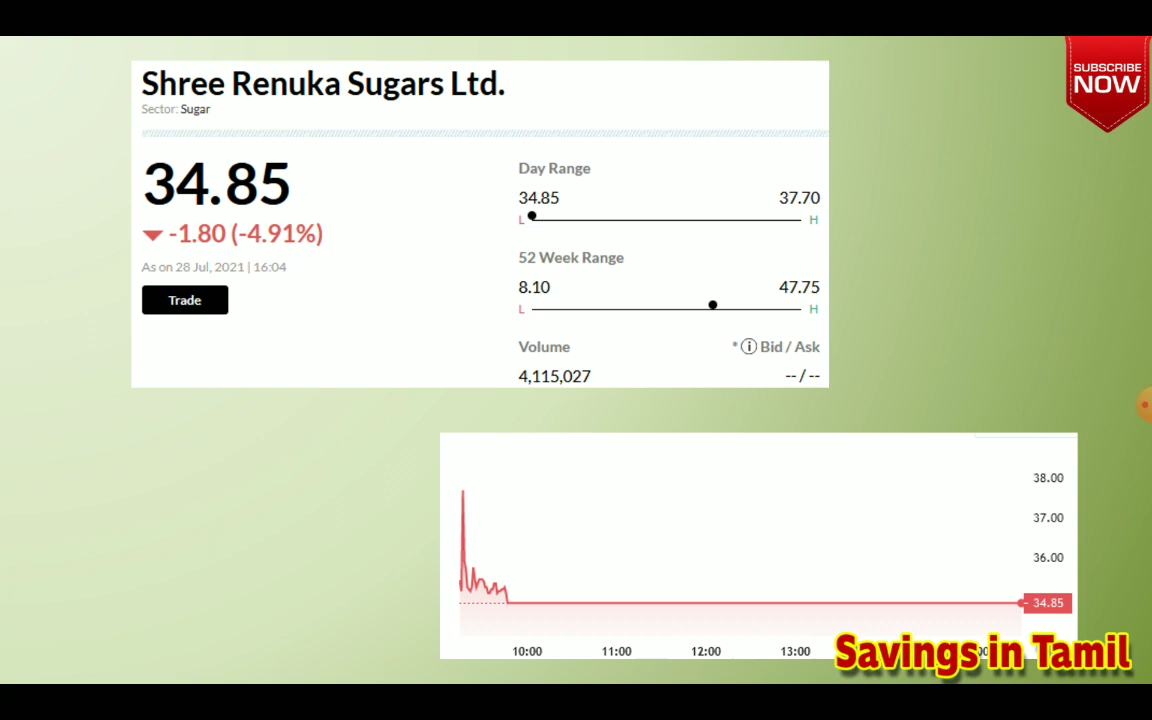 SUBSCRIBE
NOW
Shree Renuka Sugars Ltd.
Sector: Sugar
34.85
-1.80 (-4.91%)
As on 28 Jul, 2021 | 16:04
Trade
Day Range
34.85 37.70
L H
52 Week Range
8.10 47.75
L H
Volume * i Bid / Ask
4,115,027 -- / --
38.00
37.00
36.00
34.85
10:00 11:00 12:00 13:00
Savings in Tamil